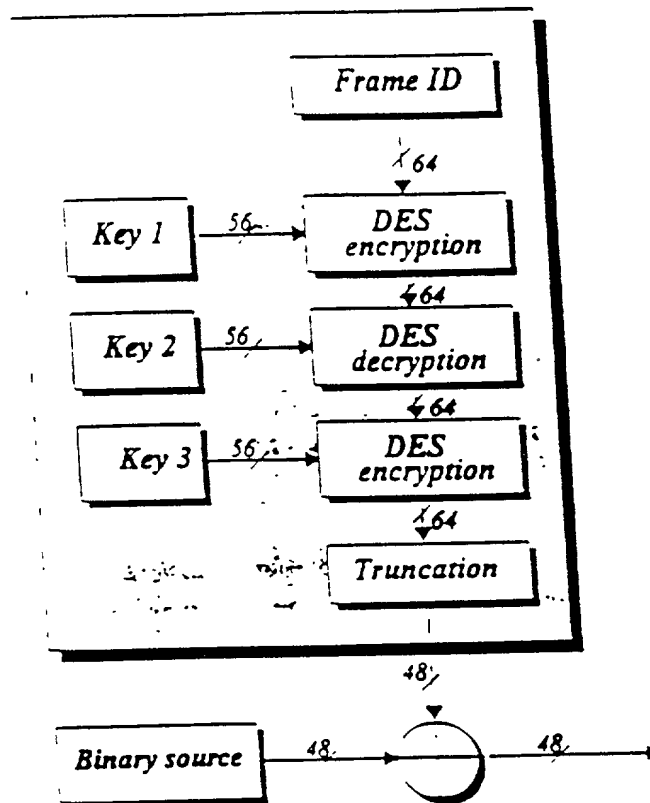 Frame ID
64
Key 1
56
DES
encryption
64
Key 2
56
DES
decryption
64
Key 3
56
DES
encryption
64
Truncation
48
Binary source
48
48